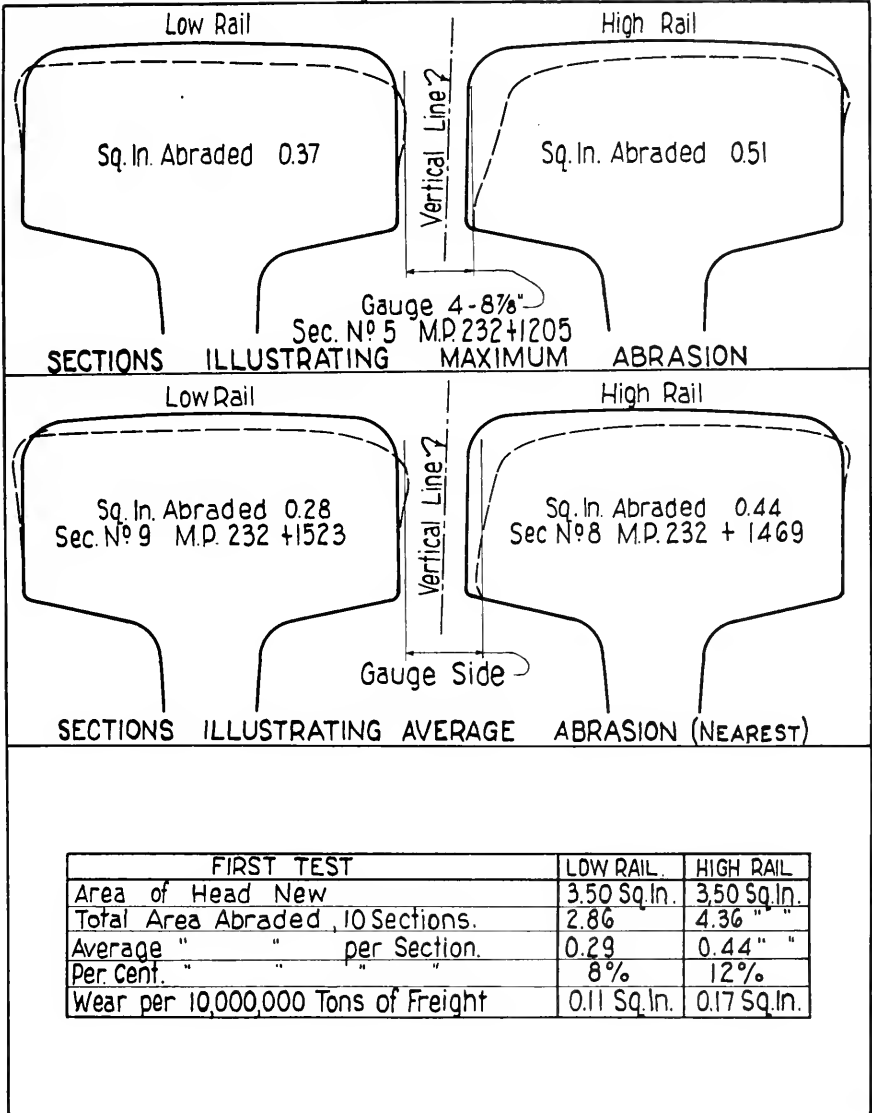 Low Rail High Rail
Vertical Line
Sq. In. Abraded 0.37 Sq. In. Abraded 0.51
Gauge 4-8⅞"
Sec. Nº 5 M.P. 232+1205
SECTIONS ILLUSTRATING MAXIMUM ABRASION
Low Rail High Rail
Vertical Line
Sq. In. Abraded 0.28 Sq. In. Abraded 0.44
Sec. Nº 9 M.P. 232 +1523 Sec Nº 8 M.P. 232 + 1469
Gauge Side
SECTIONS ILLUSTRATING AVERAGE ABRASION (NEAREST)
FIRST TEST LOW RAIL. HIGH RAIL
Area of Head New 3.50 Sq.In. 3,50 Sq.In.
Total Area Abraded , 10 Sections. 2.86 4.36 " "
Average " " per Section. 0.29 0.44 " "
Per. Cent. " " " " 8% 12%
Wear per 10,000,000 Tons of Freight 0.11 Sq.In. 0.17 Sq.In.